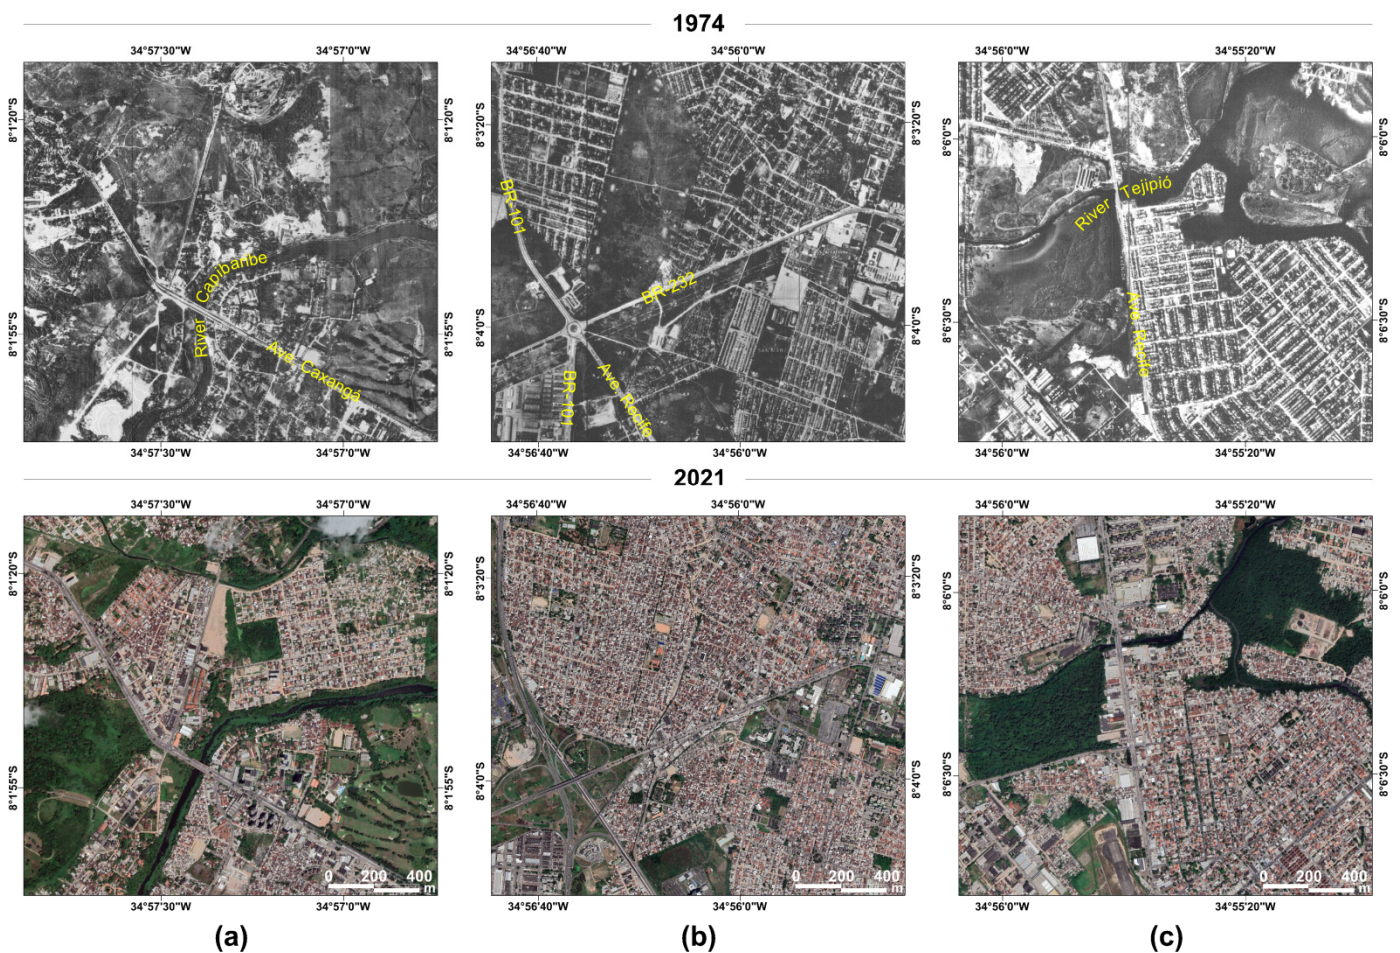 1974
34°57'30"W 34°57'0"W 34°56'40"W 34°56'0"W 34°56'0"W 34°55'20"W
8°1'20"S 8°1'20"S 8°3'20"S 8°3'20"S 8°6'0"S 8°6'0"S
BR-101
River Tejipió
River Capibaribe
BR-232
8°1'55"S 8°1'55"S 8°4'0"S 8°4'0"S 8°6'30"S 8°6'30"S
Ave. Caxangá
BR-101
Ave. Recife
Ave. Recife
34°57'30"W 34°57'0"W 34°56'40"W 34°56'0"W 34°56'0"W 34°55'20"W
2021
34°57'30"W 34°57'0"W 34°56'40"W 34°56'0"W 34°56'0"W 34°55'20"W
8°1'20"S 8°1'20"S 8°3'20"S 8°3'20"S 8°6'0"S 8°6'0"S
8°1'55"S 8°1'55"S 8°4'0"S 8°4'0"S 8°6'30"S 8°6'30"S
0 200 400 m 0 200 400 m 0 200 400 m
34°57'30"W 34°57'0"W 34°56'40"W 34°56'0"W 34°56'0"W 34°55'20"W
(a) (b) (c)